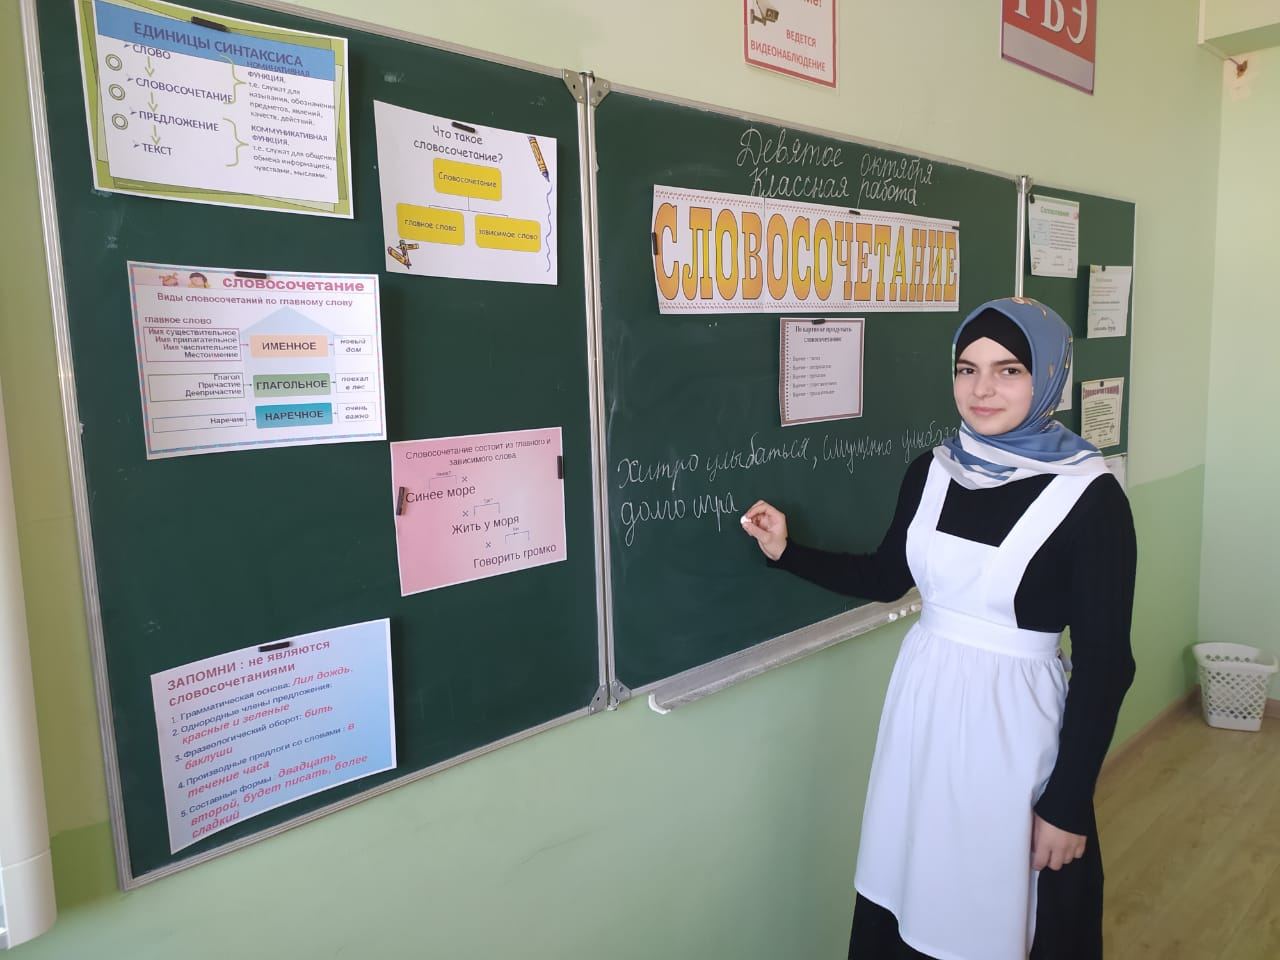 ЕДИНИЦЫ СИНТАКСИСА
СЛОВО
СЛОВОСОЧЕТАНИЕ
ПРЕДЛОЖЕНИЕ
ТЕКСТ
НОМИНАТИВНАЯ
ФУНКЦИЯ,
т.е. служат для
называния, обозначения
предметов, явлений,
качеств, действий.
КОММУНИКАТИВНАЯ
ФУНКЦИЯ,
т.е. служат для общения,
обмена информацией,
чувствами, мыслями.
Что такое
словосочетание?
Словосочетание
главное слово
зависимое слово
словосочетание
Виды словосочетаний по главному слову
главное слово
Имя существительное
Имя прилагательное
Имя числительное
Местоимение
ИМЕННОЕ
новый
дом
Глагол
Причастие
Деепричастие
ГЛАГОЛЬНОЕ
поехал
в лес
Наречие
НАРЕЧНОЕ
очень
важно
Словосочетание состоит из главного и
зависимого слова
х
Синее море
х
Жить у моря
х
Говорить громко
ЗАПОМНИ : не являются
словосочетаниями
1. Грамматическая основа: Лил дождь.
2. Однородные члены предложения:
красные и зеленые
3. Фразеологический оборот: бить
баклуши
4. Производные предлоги со словами : в
течение часа
5. Составные формы : двадцать
второй, будет писать, более
сладкий
ВЕДЕТСЯ
ВИДЕОНАБЛЮДЕНИЕ
Девятое октября.
Классная работа.
СЛОВОСОЧЕТАНИЕ
словосочетания:
Хитро улыбаться, смущённо
долго игра